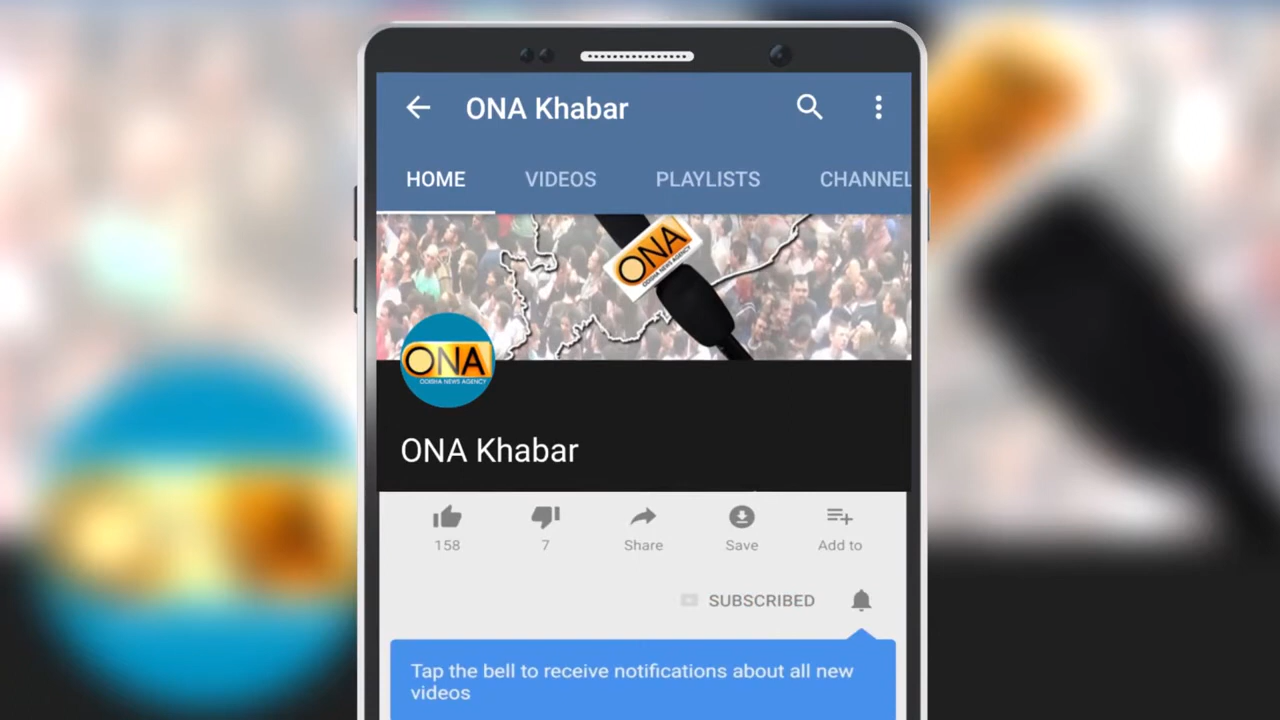 ONA Khabar
HOME VIDEOS PLAYLISTS CHANNEL
ONA
ODISHA NEWS AGENCY
ONA
ODISHA NEWS AGENCY
ONA Khabar
158 7 Share Save Add to
SUBSCRIBED
Tap the bell to receive notifications about all new
videos